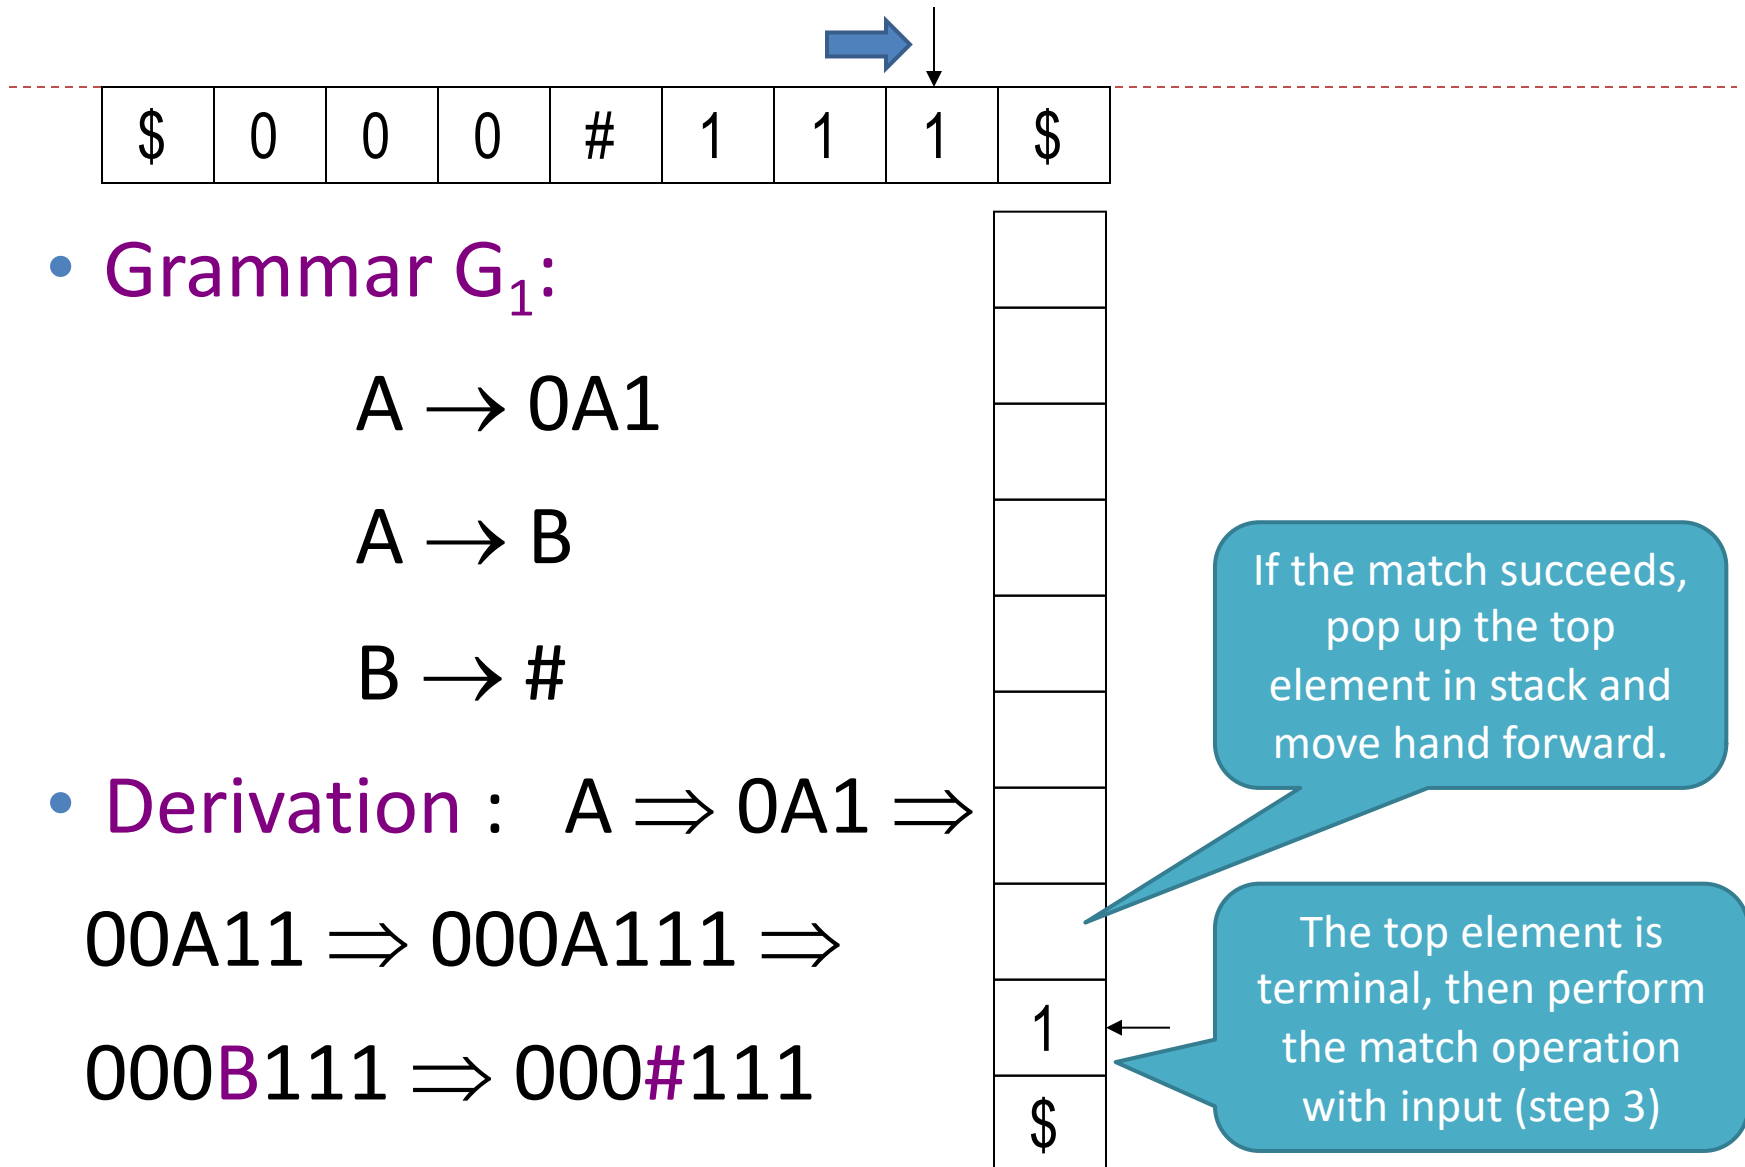 $ 0 0 0 # 1 1 1 $
• Grammar G₁:
A → 0A1
A → B
B → #
• Derivation : A ⇒ 0A1 ⇒
00A11 ⇒ 000A111 ⇒
000B111 ⇒ 000#111
1
$
If the match succeeds,
pop up the top
element in stack and
move hand forward.
The top element is
terminal, then perform
the match operation
with input (step 3)